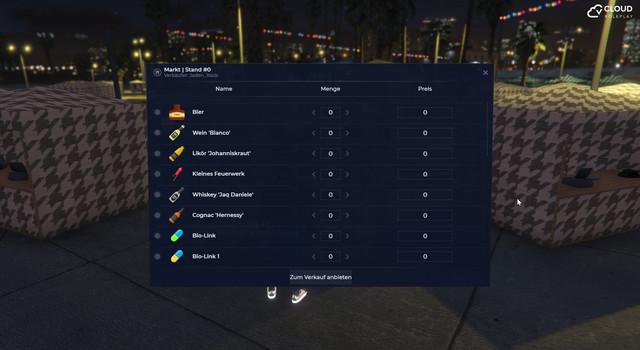 CLOUD
ROLEPLAY
Markt | Stand #0
Name Menge Preis
Bier 0 0
Wein 'Blanco' 0 0
Likör 'Johanniskraut' 0 0
Kleines Feuerwerk 0 0
Whiskey 'Jaq Daniele' 0 0
Cognac 'Hernessy' 0 0
Bio-Link 0 0
Bio-Link 1 0 0
Zum Verkauf anbieten